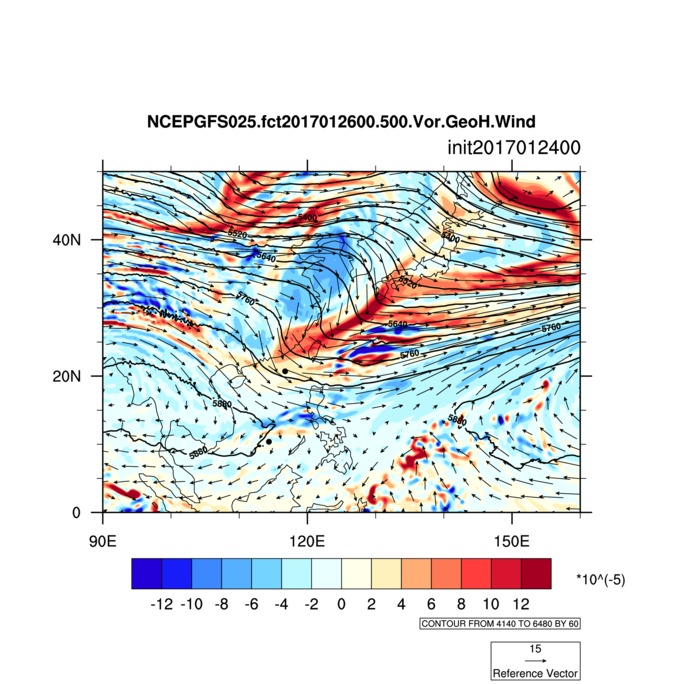 NCEPGFS025.fct2017012600.500.Vor.GeoH.Wind
init2017012400
40N
20N
0
90E 120E 150E
5400
5520
5640
5760
5400
5520
5640
5760
5760
5880
5880
5880
-12 -10 -8 -6 -4 -2 0 2 4 6 8 10 12
*10^(-5)
CONTOUR FROM 4140 TO 6480 BY 60
15
Reference Vector